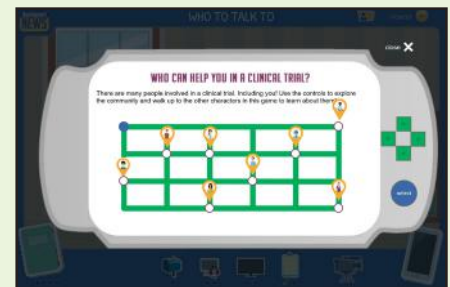 NEWS
WHO TO TALK TO
close X
WHO CAN HELP YOU IN A CLINICAL TRIAL?
There are many people involved in a clinical trial. Including you! Use the controls to explore
the community and walk up to the other characters in this game to learn about them!
select